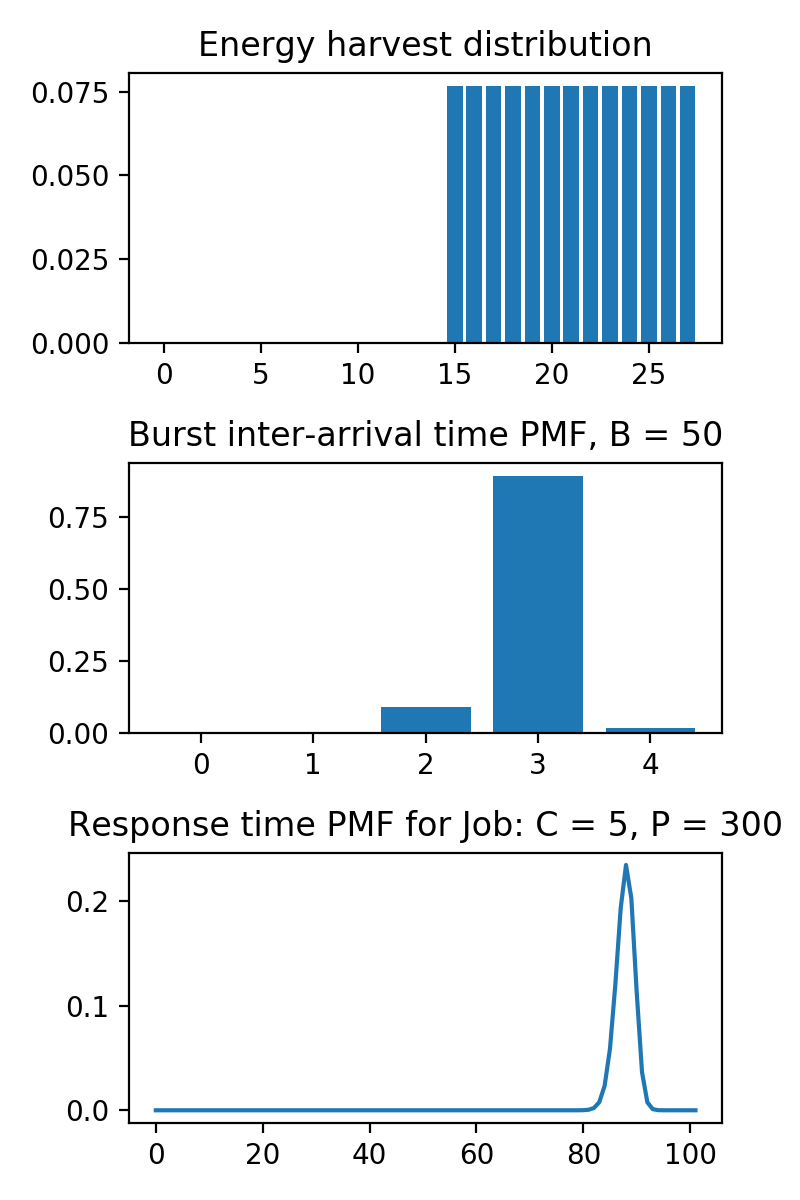 Energy harvest distribution
0.075
0.050
0.025
0.000
0 5 10 15 20 25
Burst inter-arrival time PMF, B = 50
0.75
0.50
0.25
0.00
0 1 2 3 4
Response time PMF for Job: C = 5, P = 300
0.2
0.1
0.0
0 20 40 60 80 100